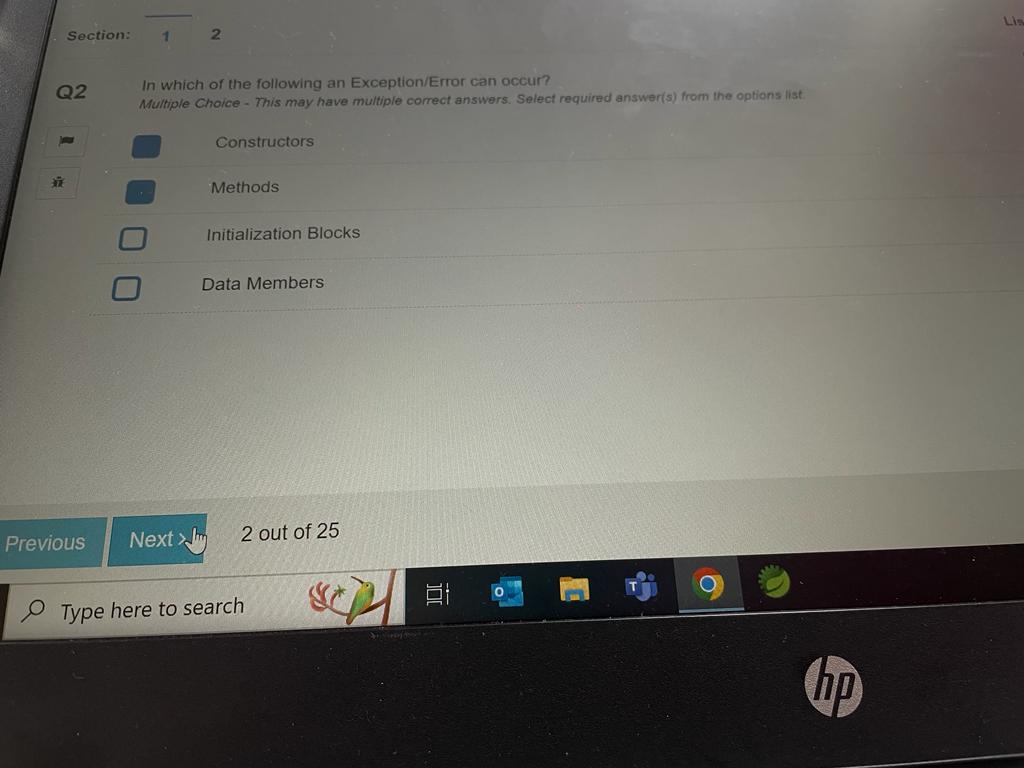 Section: 1 2
Q2
In which of the following an Exception/Error can occur?
Multiple Choice - This may have multiple correct answers. Select required answer(s) from the options list.
Constructors
Methods
Initialization Blocks
Data Members
Previous
Next >
2 out of 25
Type here to search
hp